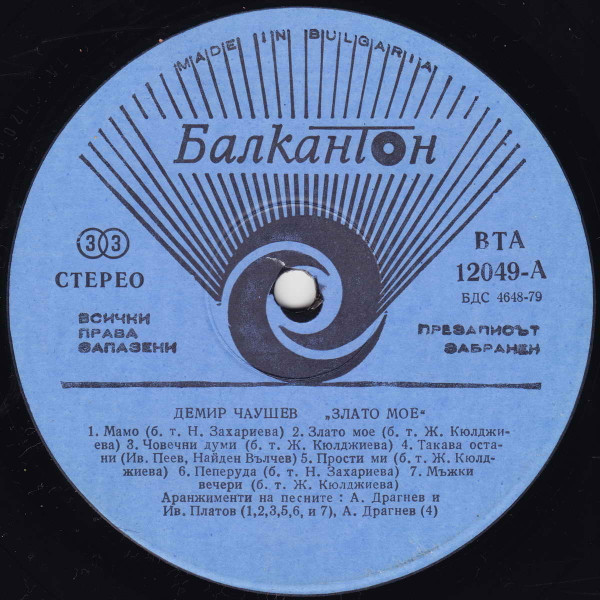 MADE IN BULGARIA
Балкантон
33
СТЕРЕО
ВТА
12049-А
БДС 4648-79
ВСИЧКИ
ПРАВА
ЗАПАЗЕНИ
ПРЕЗАПИСЪТ
ЗАБРАНЕН
ДЕМИР ЧАУШЕВ „ЗЛАТО МОЕ“
1. Мамо (б. т. Н. Захариева) 2. Злато мое (б. т. Ж. Кюлджи-
ева) 3. Човечни думи (б. т. Ж. Кюлджиева) 4. Такава оста-
ни (Ив. Пеев, Найден Вълчев) 5. Прости ми (б. т. Ж. Кюлд-
жиева) 6. Пеперуда (б. т. Н. Захариева) 7. Мъжки
вечери (б. т. Ж. Кюлджиева)
Аранжименти на песните : А. Драгнев и
Ив. Платов (1,2,3,5,6, и 7), А. Драгнев (4)